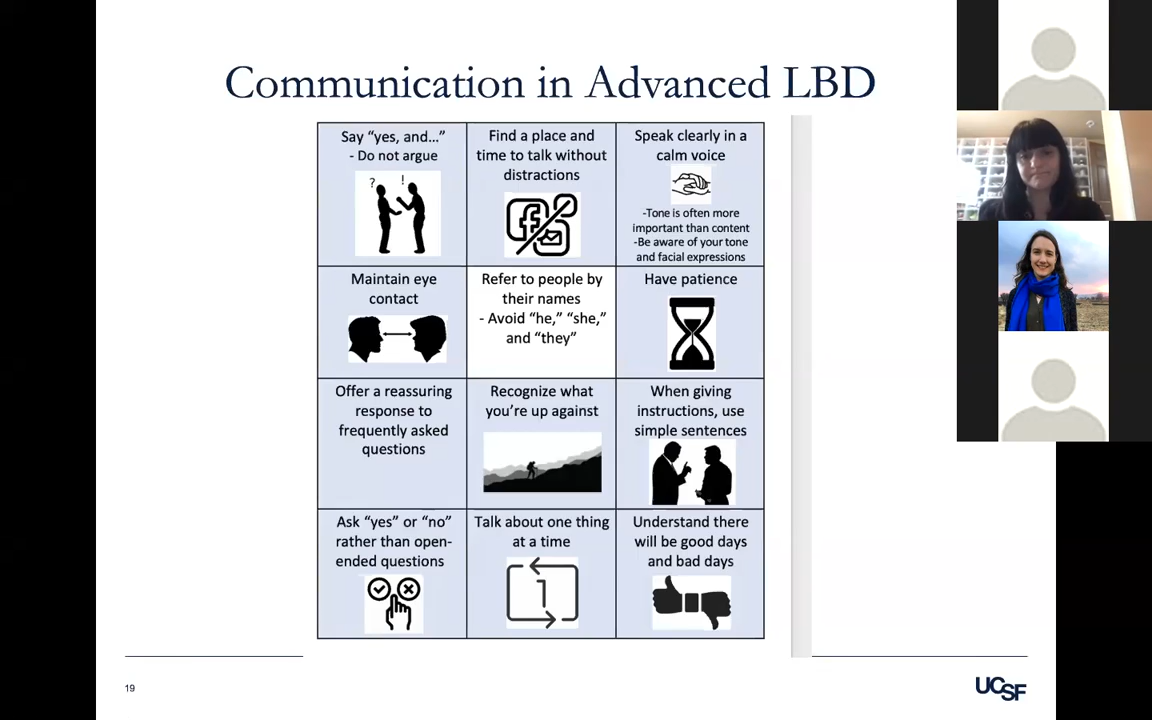 Communication in Advanced LBD
Say “yes, and...”
- Do not argue
? !
Find a place and
time to talk without
distractions
Speak clearly in a
calm voice
-Tone is often more
important than content
-Be aware of your tone
and facial expressions
Maintain eye
contact
Refer to people by
their names
- Avoid “he,” “she,”
and “they”
Have patience
Offer a reassuring
response to
frequently asked
questions
Recognize what
you’re up against
When giving
instructions, use
simple sentences
Ask “yes” or “no”
rather than open-
ended questions
Talk about one thing
at a time
1
Understand there
will be good days
and bad days
19
UCSF